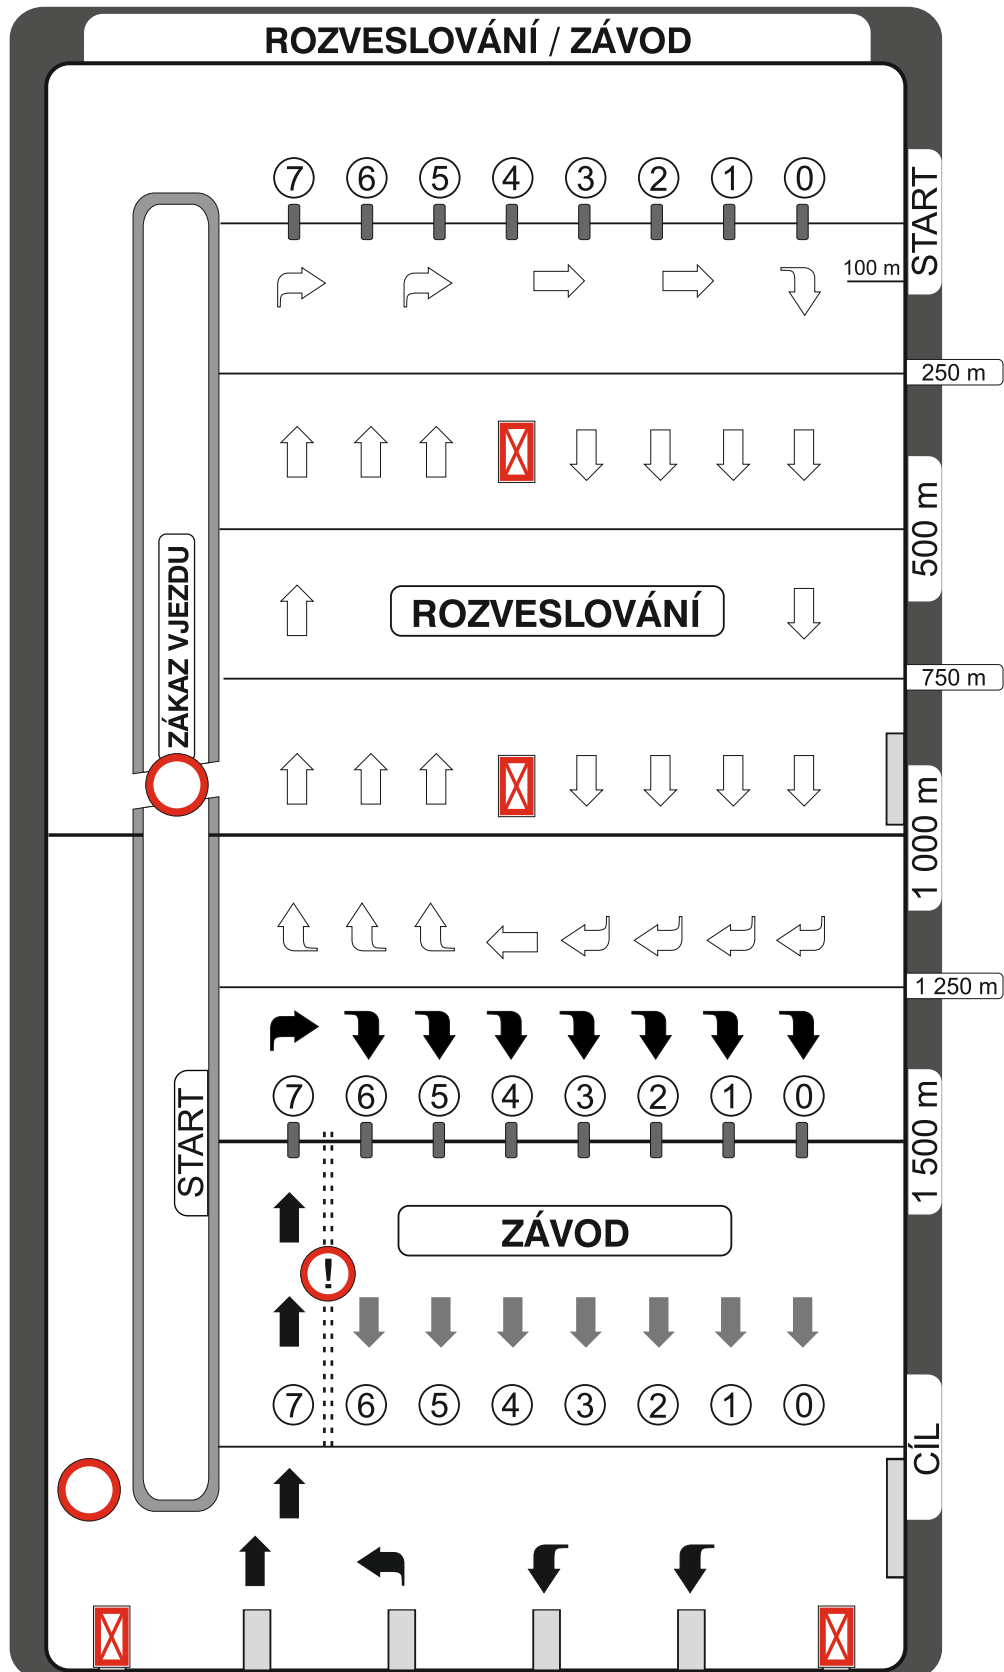 ROZVESLOVÁNÍ / ZÁVOD
7 6 5 4 3 2 1 0
START
100 m
250 m
500 m
ZÁKAZ VJEZDU
ROZVESLOVÁNÍ
750 m
1 000 m
1 250 m
7 6 5 4 3 2 1 0
START
1 500 m
ZÁVOD
!
7 6 5 4 3 2 1 0
CÍL